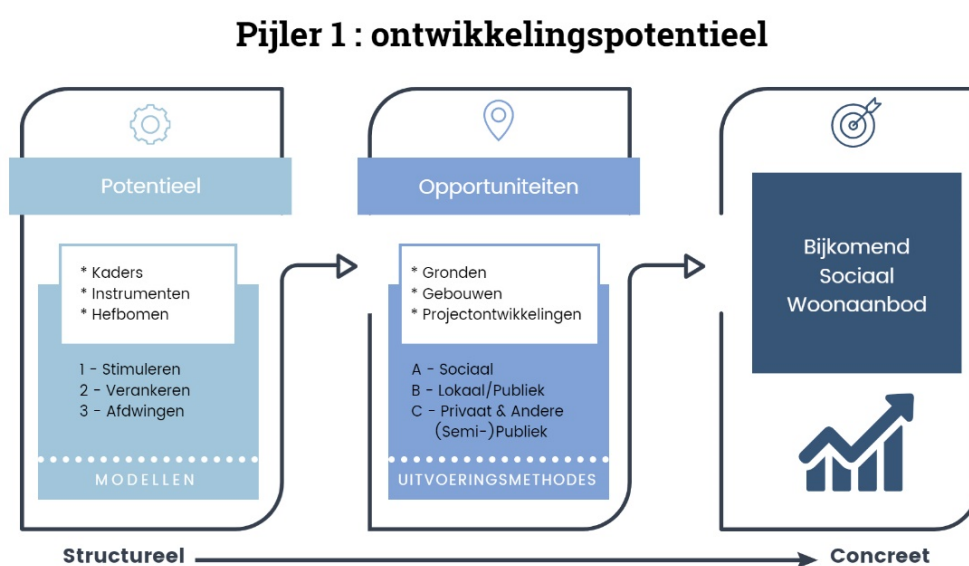 Pijler 1 : ontwikkelingspotentieel
Potentieel
* Kaders
* Instrumenten
* Hefbomen
1 - Stimuleren
2 - Verankeren
3 - Afdwingen
MODELLEN
Opportuniteiten
* Gronden
* Gebouwen
* Projectontwikkelingen
A - Sociaal
B - Lokaal/Publiek
C - Privaat & Andere
(Semi-)Publiek
UITVOERINGSMETHODES
Bijkomend
Sociaal
Woonaanbod
Structureel
Concreet